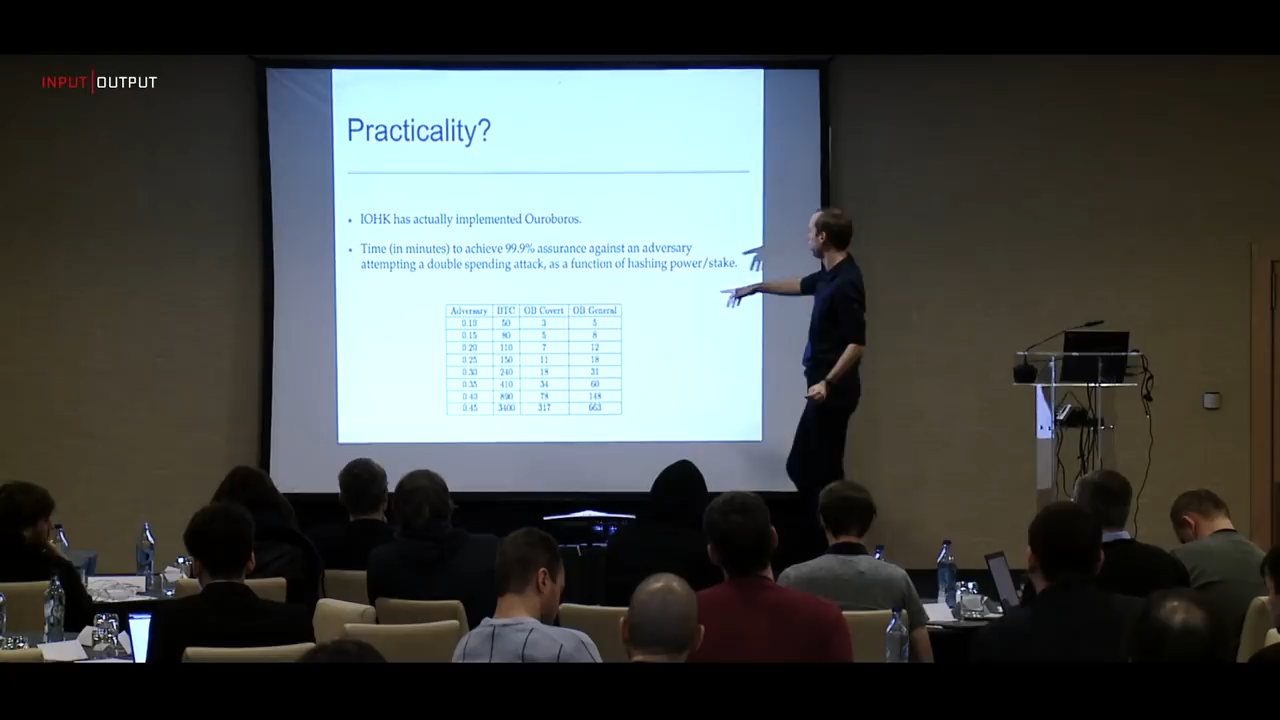 INPUT|OUTPUT
Practicality?
• IOHK has actually implemented Ouroboros.
• Time (in minutes) to achieve 99.9% assurance against an adversary
attempting a double spending attack, as a function of hashing power/stake.
Adversary BTC OB Covert OB General
0.10 50 3 5
0.15 80 5 8
0.20 110 7 12
0.25 150 11 18
0.30 240 18 31
0.35 410 34 60
0.40 890 78 148
0.45 3400 317 663